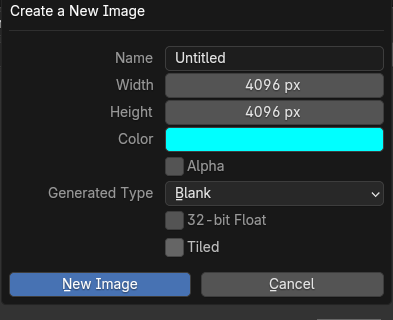 Create a New Image
Name Untitled
Width 4096 px
Height 4096 px
Color
Alpha
Generated Type Blank
32-bit Float
Tiled
New Image Cancel